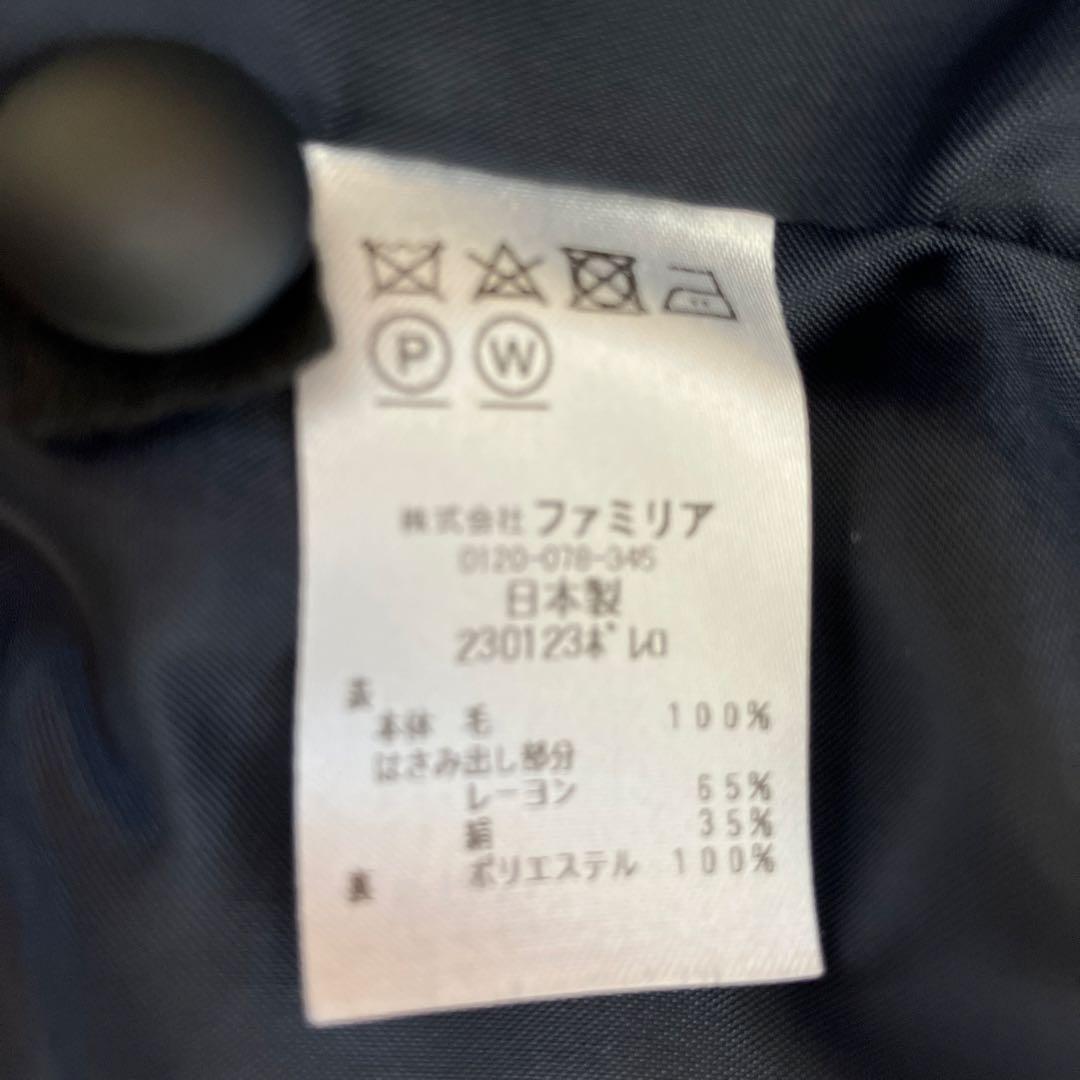 P W
株式会社 ファミリア
0120-078-345
日本製
230123ボレロ
表
本体 毛 100%
はさみ出し部分
レーヨン 65%
絹 35%
裏 ポリエステル 100%